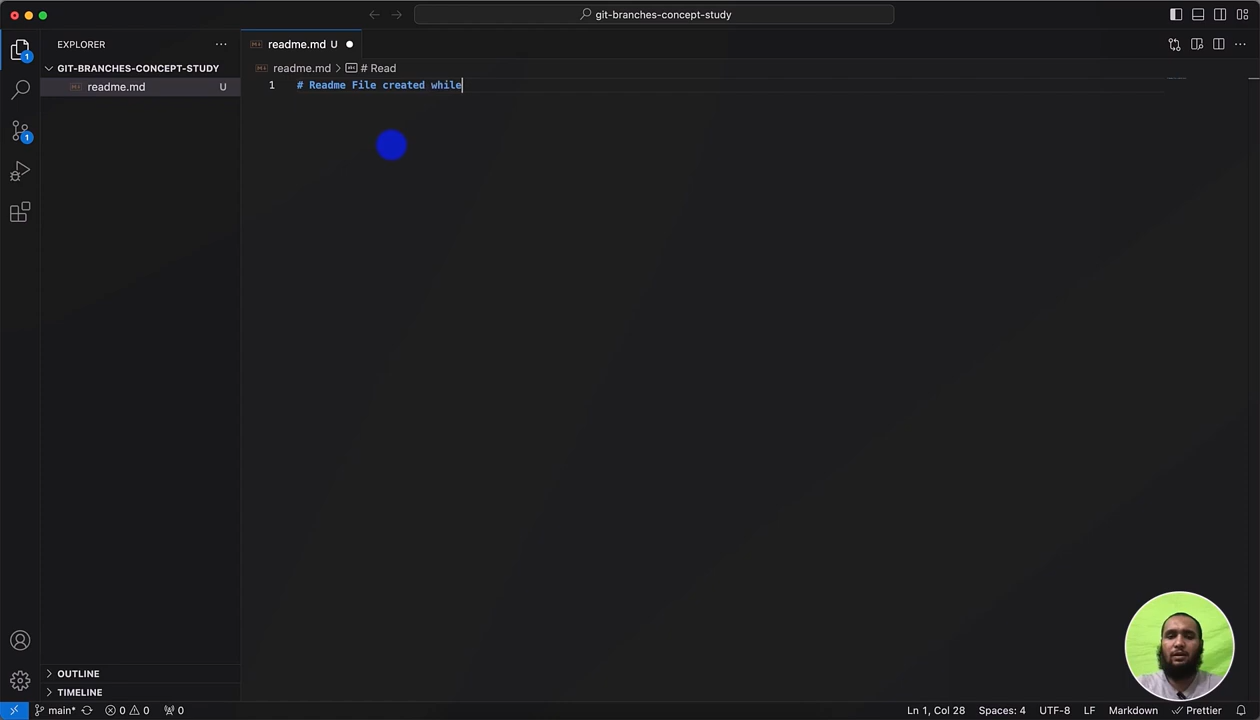 git-branches-concept-study
EXPLORER
readme.md U
GIT-BRANCHES-CONCEPT-STUDY
readme.md > # Read
readme.md U
1 # Readme File created while
1
1
OUTLINE
TIMELINE
main* 0 0 0 Ln 1, Col 28 Spaces: 4 UTF-8 LF Markdown Prettier